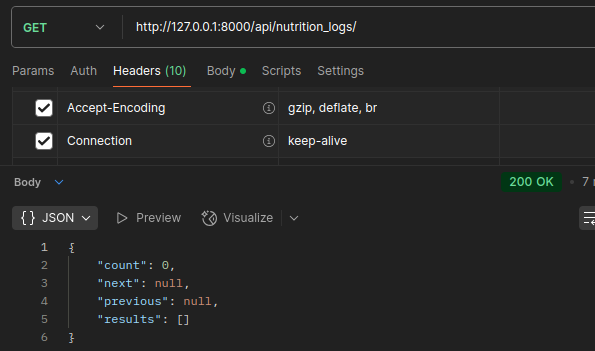 GET http://127.0.0.1:8000/api/nutrition_logs/
Params Auth Headers (10) Body Scripts Settings
Accept-Encoding gzip, deflate, br
Connection keep-alive
Body 200 OK 7
{} JSON Preview Visualize
1 {
2 "count": 0,
3 "next": null,
4 "previous": null,
5 "results": []
6 }